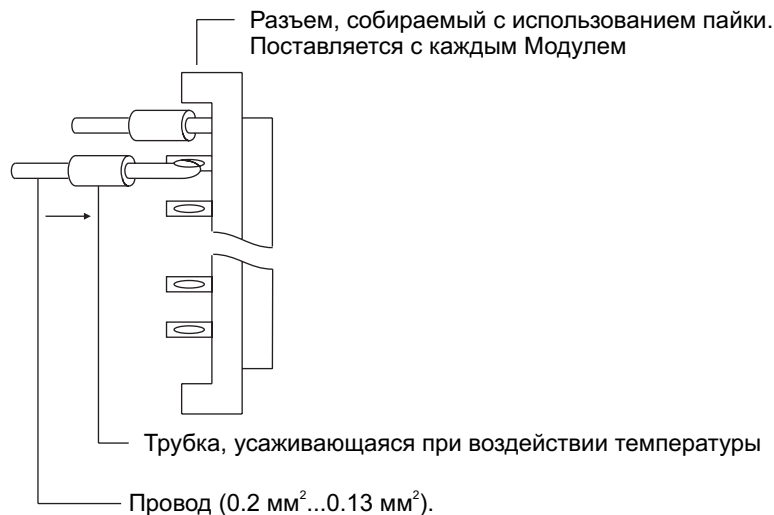 Разъем, собираемый с использованием пайки.
Поставляется с каждым Модулем
Трубка, усаживающаяся при воздействии температуры
Провод (0.2 мм²...0.13 мм²).